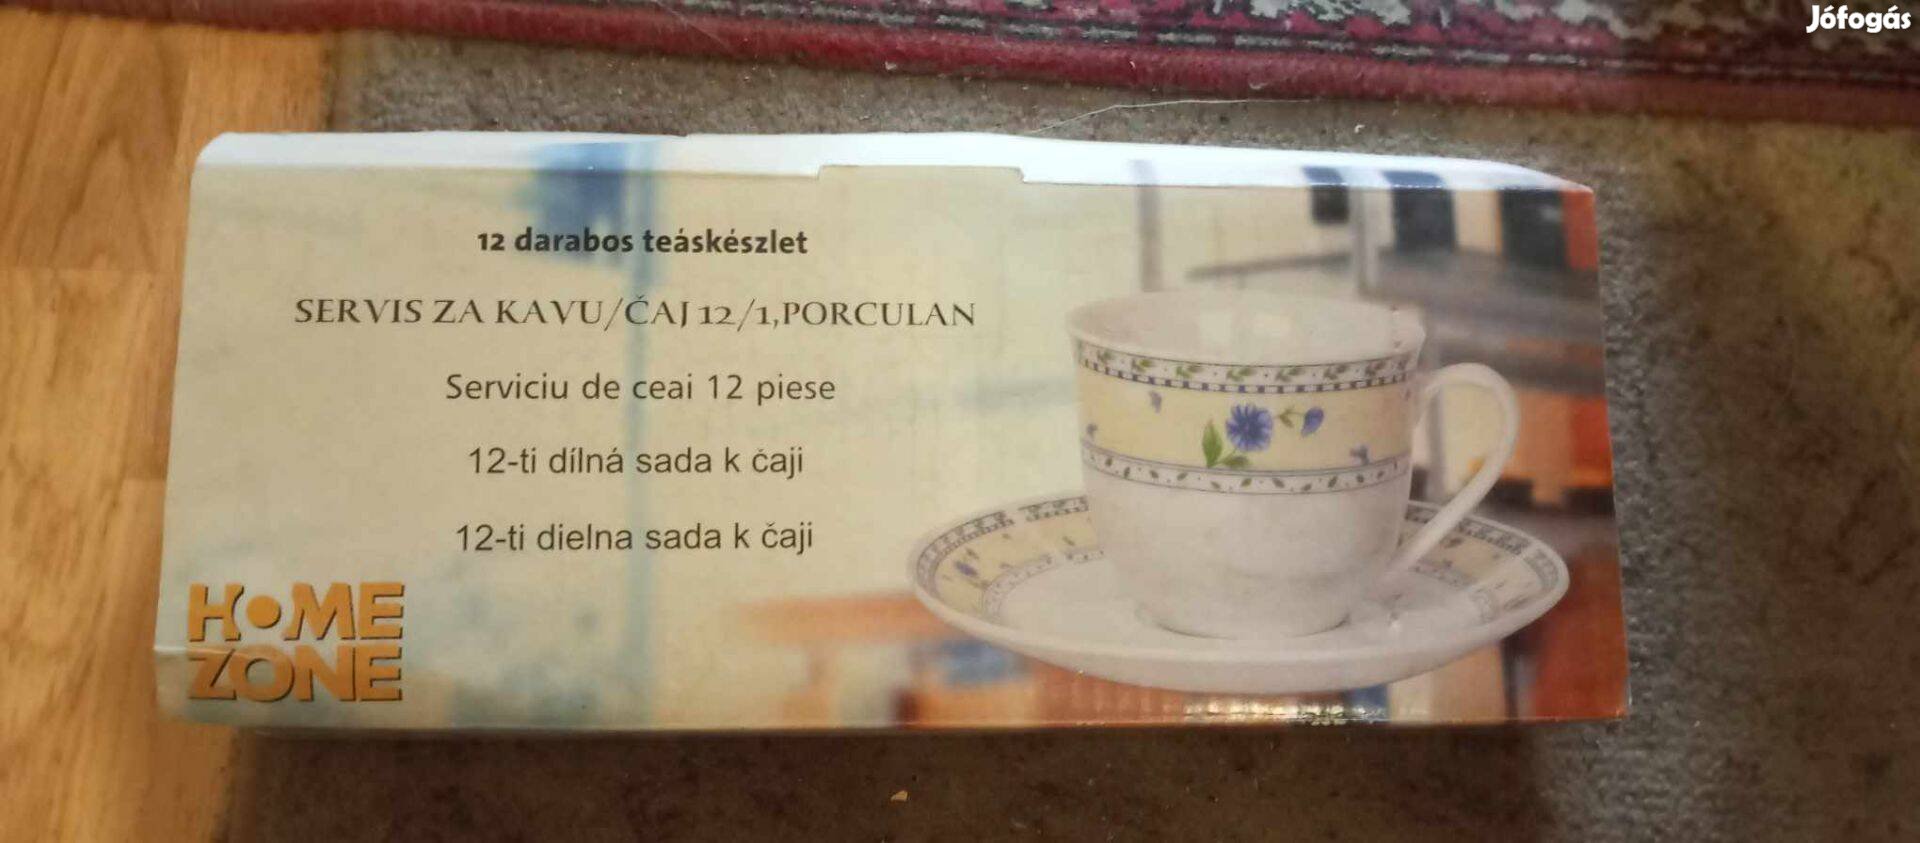 Jófogás
12 darabos teáskészlet
SERVIS ZA KAVU/ČAJ 12/1,PORCULAN
Serviciu de ceai 12 piese
12-ti dílná sada k čaji
12-ti dielna sada k čaji
HOME
ZONE